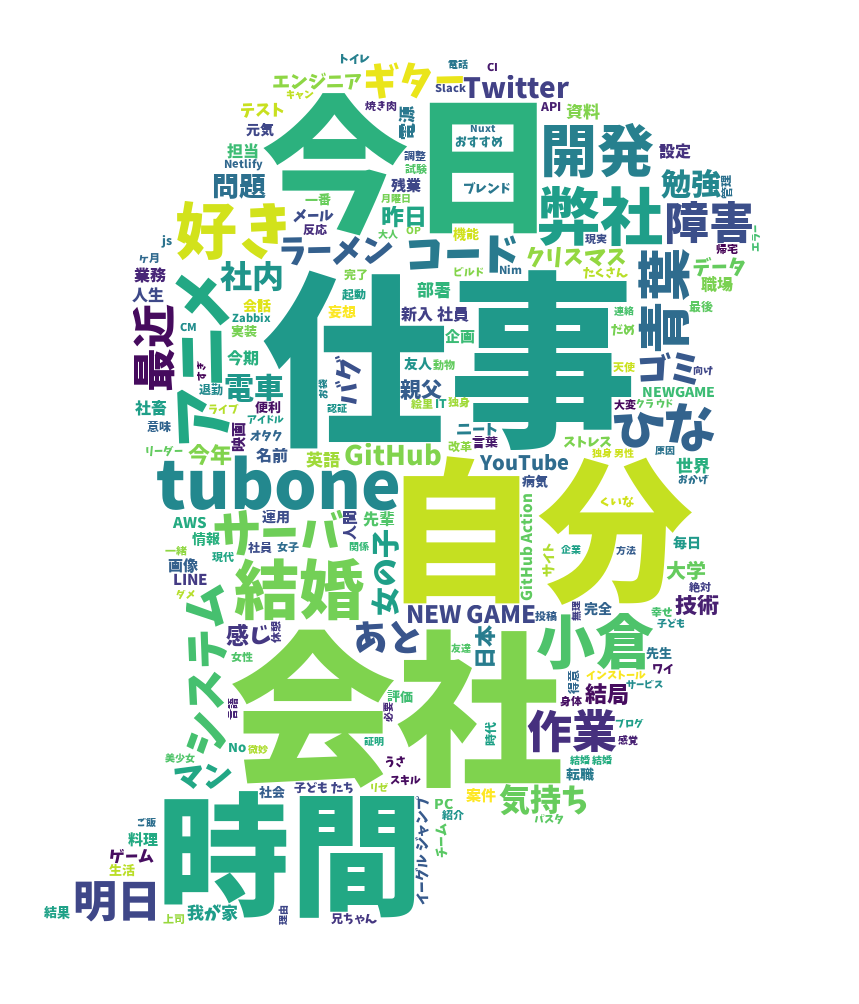 トイレ
電話
CI
エンジニア
ギター
Slack
Twitter
キャン
テスト
焼き肉
電源
API
資料
元気
今日
Nuxt
おすすめ
開発
設定
担当
調整
Netlify
試験
問題
残業
ブレンド
勉強
管理
一番
月曜日
弊社
メール
昨日
好き
反応
大人
OP
機能
現実
障害
帰宅
エラー
js
ラーメン
コード
クリスマス
ヶ月
社内
完了
ビルド
Nim
たくさん
青葉
データ
業務
人生
起動
部署
職場
アニメ
会話
妄想
新入 社員
連絡
最後
最近
Zabbix
CM
実装
企画
だめ
仕事
今期
バグ
友人
動物
天使
ゴミ
向け
すき
退勤
電車
お客
親父
NEWGAME
社畜
ライブ
便利
認証
絵里
IT
独身
大変
クラウド
意味
アイドル
ニート
ひな
映画
オタク
言葉
リーダー
今年
名前
英語
GitHub
改革
ストレス
独身 男性
原因
YouTube
世界
tubone
自分
病気
おかげ
くいな
AWS
サーバ
運用
人間
先輩
GitHub Action
情報
一緒
現代
社員
女子
関係
女の子
サイト
企業
方法
毎日
画像
LINE
結婚
大学
絶対
ダメ
システム
NEW GAME
投稿
無理
完全
技術
幸せ
子ども
感じ
休憩
あと
日本
小倉
女性
友達
先生
ワイ
会社
得意
インストール
サービス
言語
評価
身体
結局
必要
時代
作業
ブログ
感覚
No
微妙
証明
美少女
マン
うさ
結婚 結婚
スキル
転職
社会
子ども たち
リゼ
案件
気持ち
時間
イーグル ジャンプ
PC
紹介
パスタ
ご飯
料理
チーム
ゲーム
生活
明日
結果
上司
我が家
理由
兄ちゃん